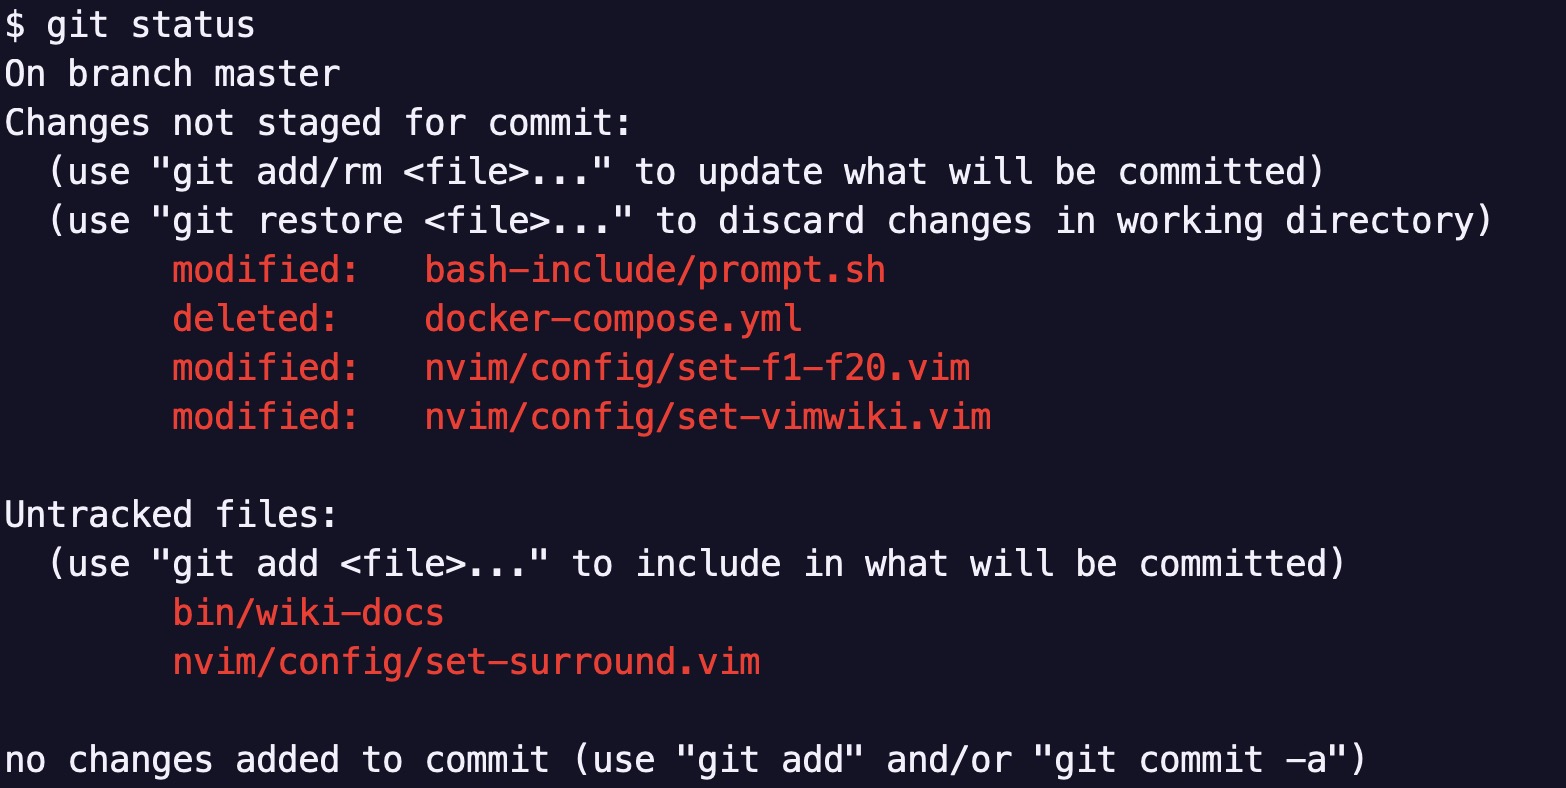 $ git status
On branch master
Changes not staged for commit:
  (use "git add/rm <file>..." to update what will be committed)
  (use "git restore <file>..." to discard changes in working directory)
        modified:   bash-include/prompt.sh
        deleted:    docker-compose.yml
        modified:   nvim/config/set-f1-f20.vim
        modified:   nvim/config/set-vimwiki.vim

Untracked files:
  (use "git add <file>..." to include in what will be committed)
        bin/wiki-docs
        nvim/config/set-surround.vim

no changes added to commit (use "git add" and/or "git commit -a")